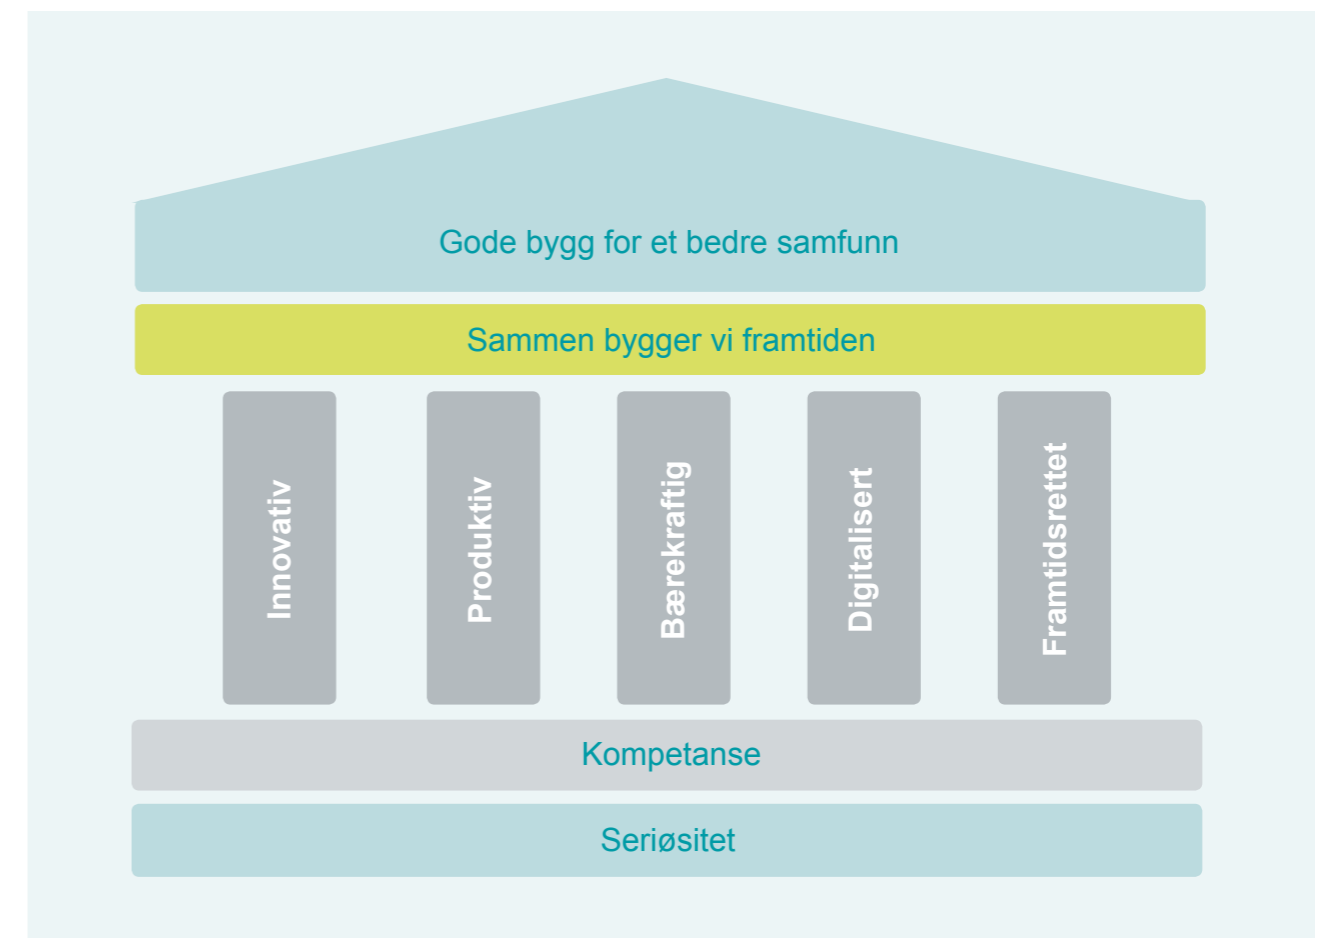 Gode bygg for et bedre samfunn
Sammen bygger vi framtiden
Innovativ
Produktiv
Bærekraftig
Digitalisert
Framtidsrettet
Kompetanse
Seriøsitet